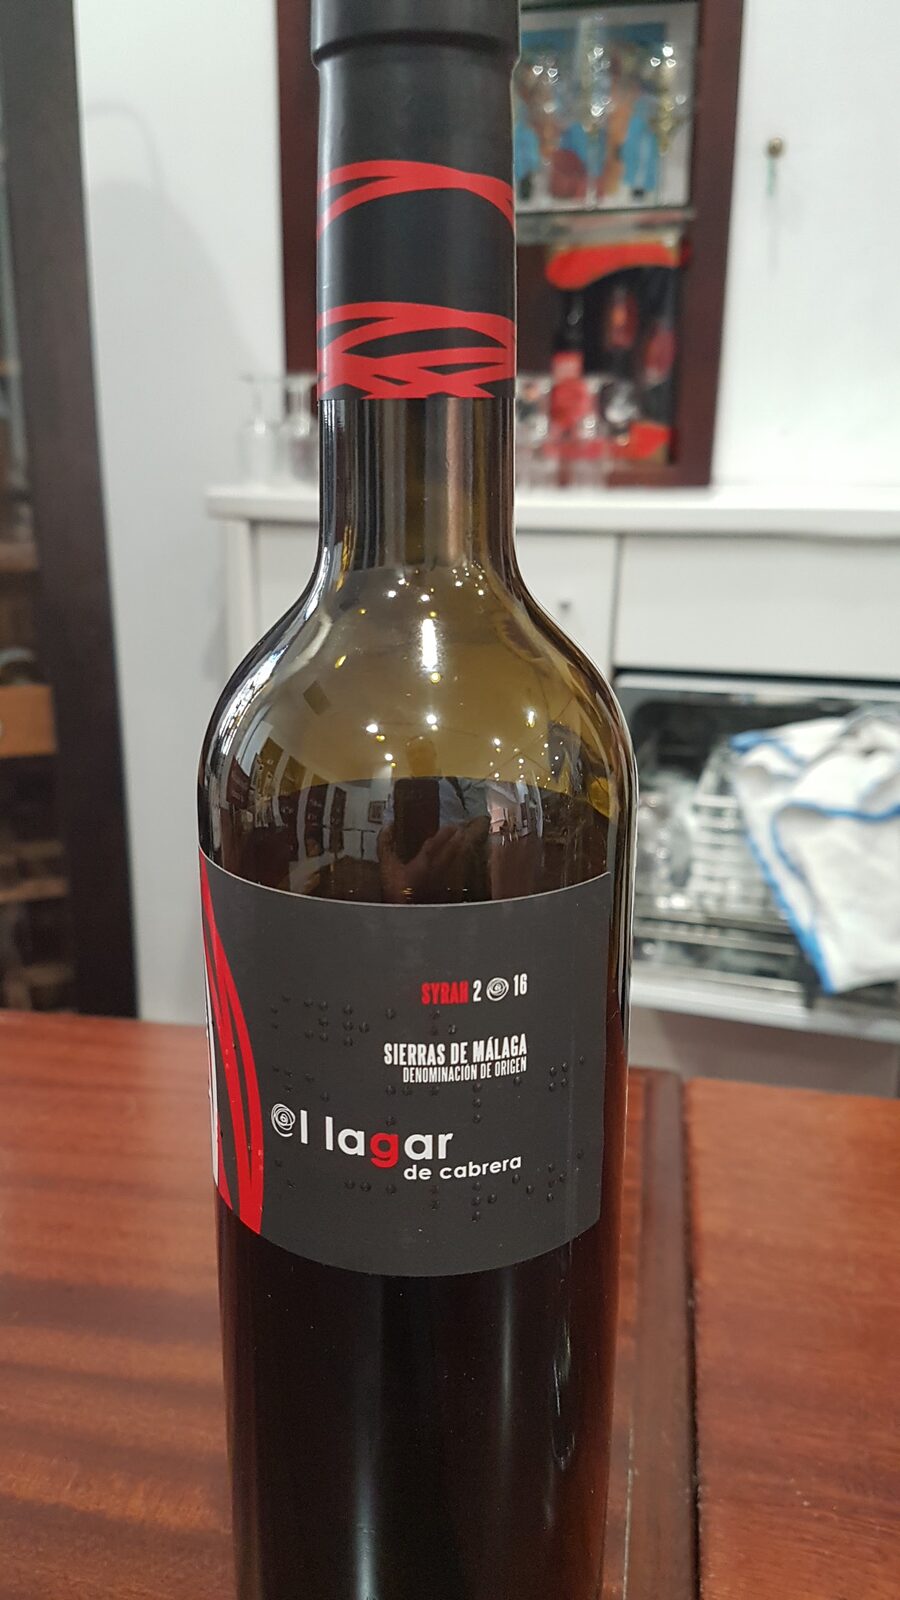 SYRAH 2016
SIERRAS DE MÁLAGA
DENOMINACIÓN DE ORIGEN
el lagar
de cabrera